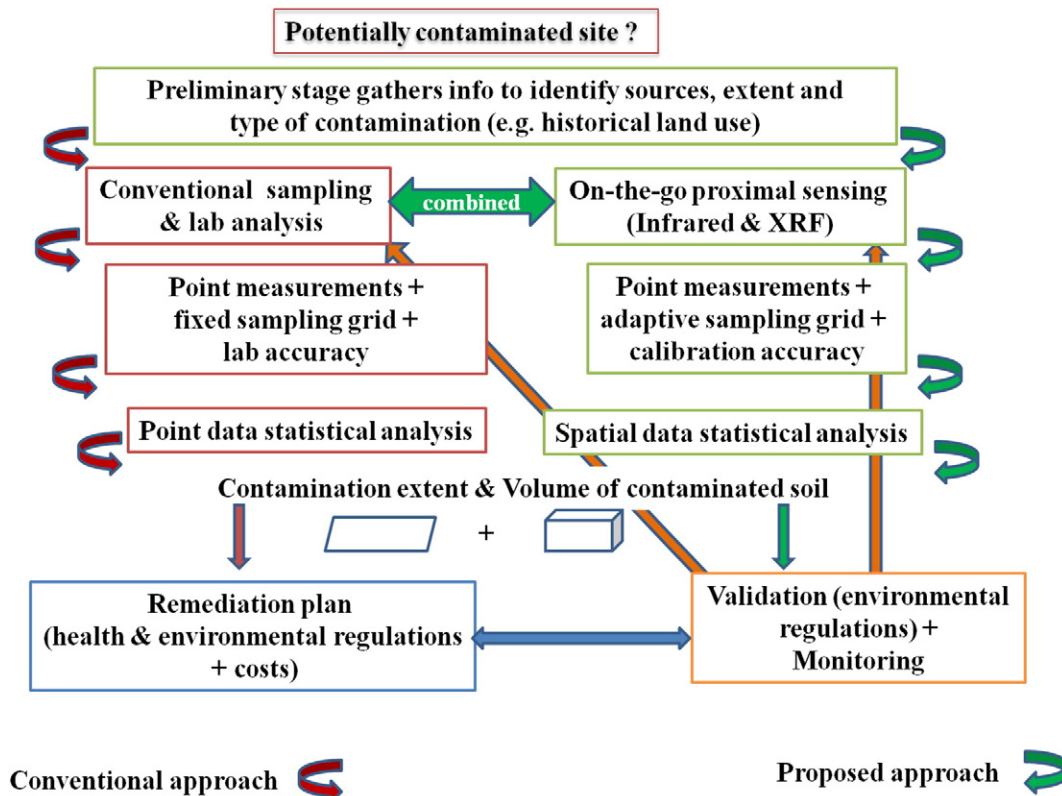 Potentially contaminated site ?
Preliminary stage gathers info to identify sources, extent and
type of contamination (e.g. historical land use)
Conventional sampling
& lab analysis
combined
On-the-go proximal sensing
(Infrared & XRF)
Point measurements +
fixed sampling grid +
lab accuracy
Point measurements +
adaptive sampling grid +
calibration accuracy
Point data statistical analysis
Spatial data statistical analysis
Contamination extent & Volume of contaminated soil
+
Remediation plan
(health & environmental regulations
+ costs)
Validation (environmental
regulations) +
Monitoring
Conventional approach
Proposed approach